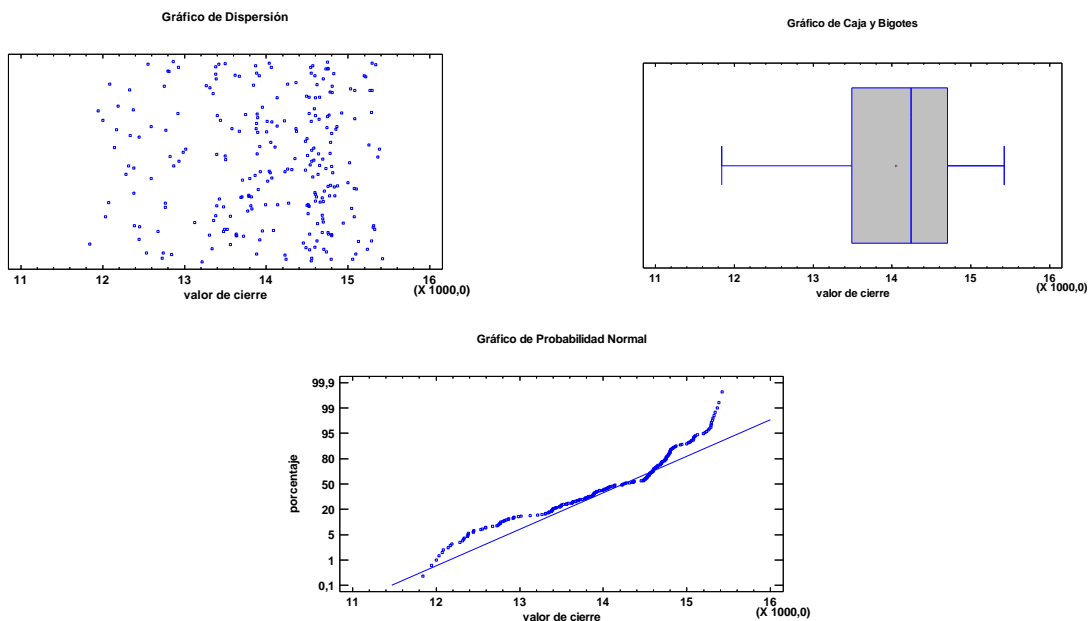 Gráfico de Dispersión
11 12 13 14 15 16
(X 1000,0)
valor de cierre
Gráfico de Caja y Bigotes
11 12 13 14 15 16
(X 1000,0)
valor de cierre
Gráfico de Probabilidad Normal
99,9
99
95
80
50
20
5
1
0,1
porcentaje
11 12 13 14 15 16
(X 1000,0)
valor de cierre